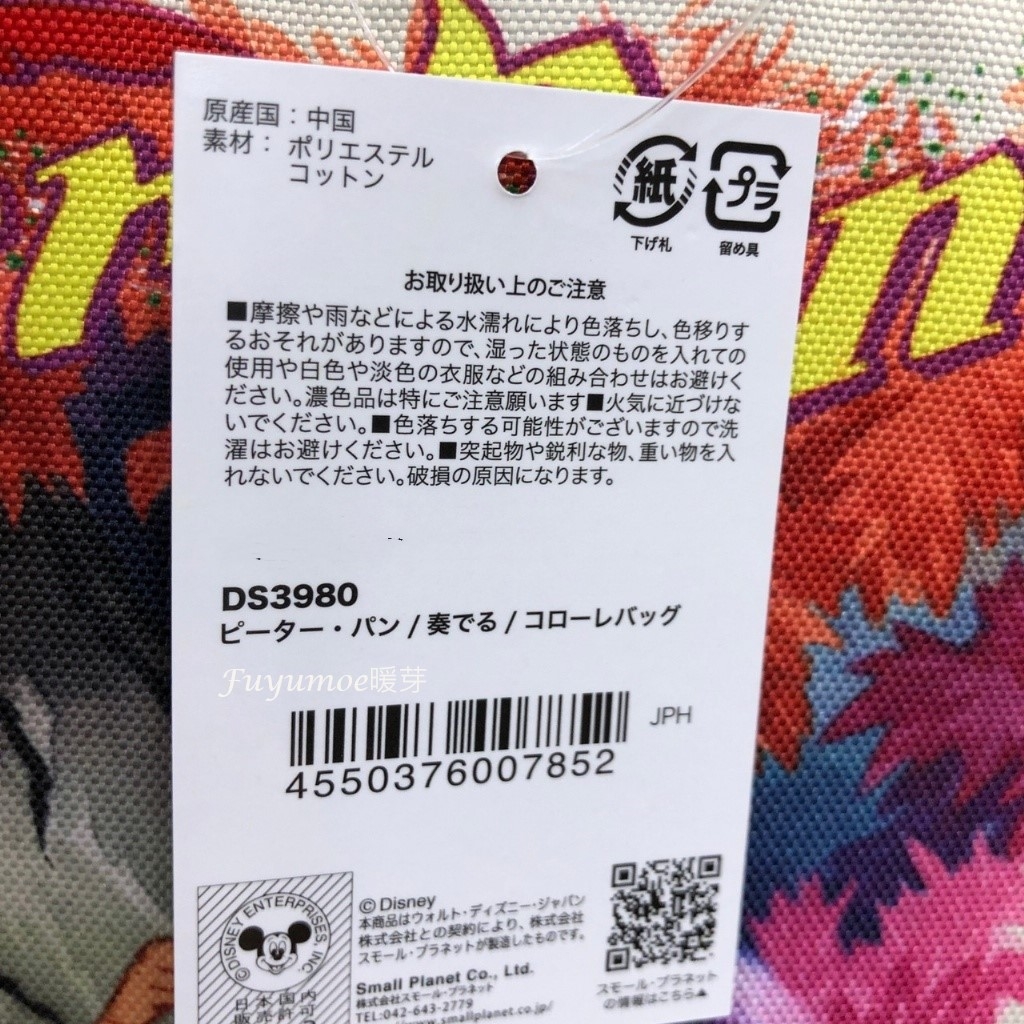 原産国：中国
素材：ポリエステル
コットン
紙
下げ札
プラ
留め具
お取り扱い上のご注意
■摩擦や雨などによる水濡れにより色落ちし、色移りす
るおそれがありますので、湿った状態のものを入れての
使用や白色や淡色の衣服などの組み合わせはお避けく
ださい。濃色品は特にご注意願います■火気に近づけな
いでください。■色落ちする可能性がございますので洗
濯はお避けください。■突起物や鋭利な物、重い物を入
れないでください。破損の原因になります。
DS3980
ピーター・パン / 奏でる / コローレバッグ
Fuyumoe暖芽
JPH
4550376007852
©DISNEY ENTERPRISES, INC.
日本国内
販売許可
© Disney
本商品はウォルト・ディズニー・ジャパン
株式会社との契約により、株式会社
スモール・プラネットが製造したものです。
Small Planet Co., Ltd.
株式会社スモール・プラネット
TEL:042-643-2779
www.smallplanet.co.jp/
スモール・プラネット
の情報はこちら▲